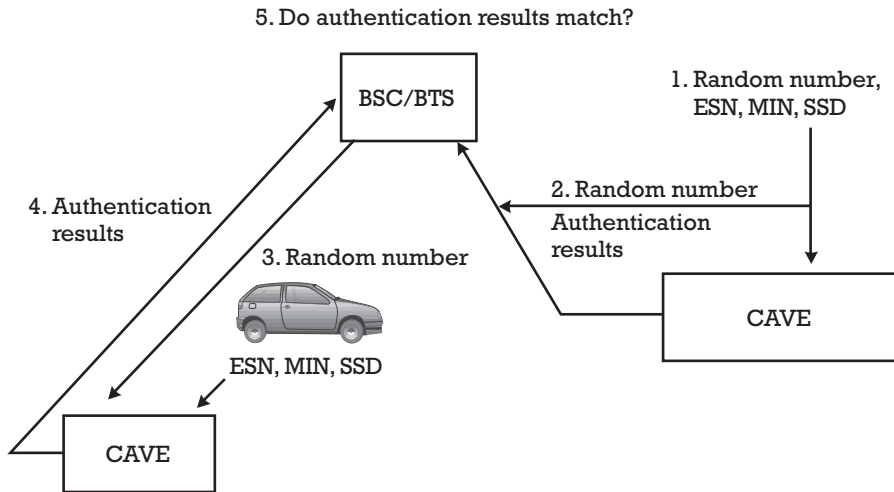 5. Do authentication results match?
BSC/BTS
1. Random number,
ESN, MIN, SSD
2. Random number
Authentication
results
4. Authentication
results
3. Random number
CAVE
ESN, MIN, SSD
CAVE